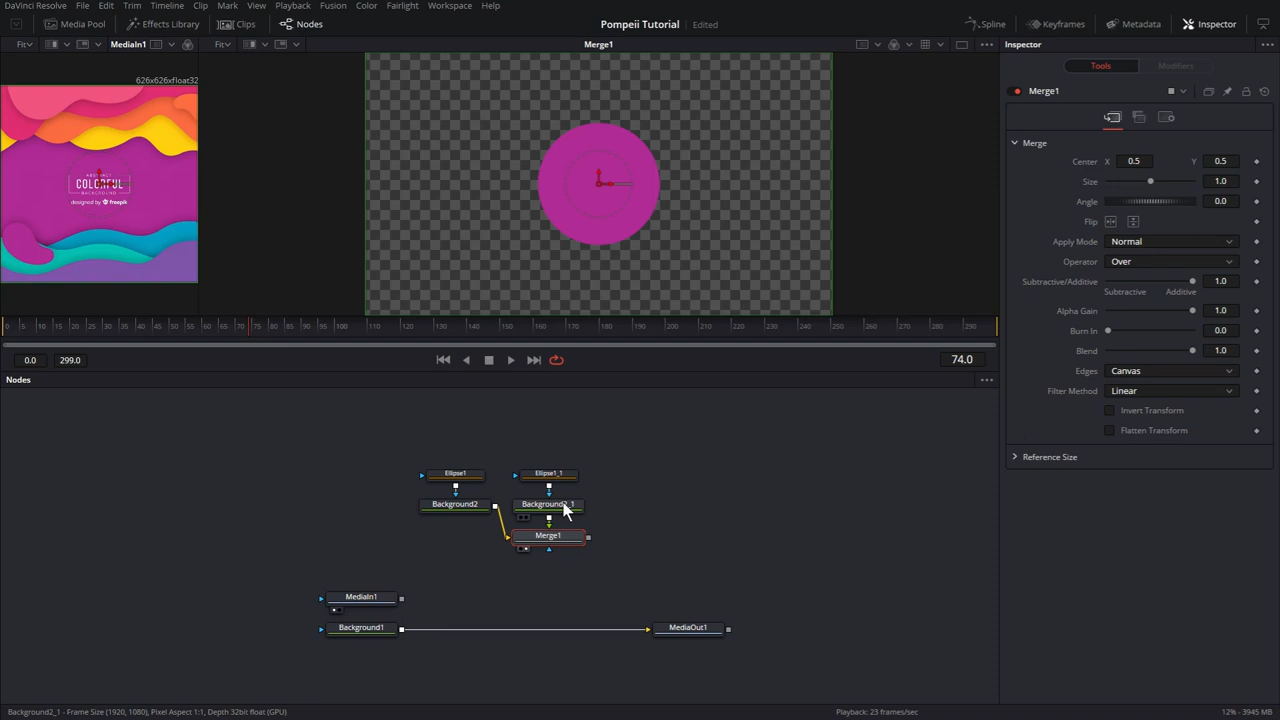 DaVinci Resolve File Edit Trim Timeline Clip Mark View Playback Fusion Color Fairlight Workspace Help
Media Pool Effects Library Clips Nodes Pompeii Tutorial Edited Spline Keyframes Metadata Inspector
Fit MediaIn1 Fit Merge1 Inspector
626x626xfloat32
Tools Modifiers
Merge1
Merge
Center X 0.5 Y 0.5
Size 1.0
Angle 0.0
Flip
Apply Mode Normal
Operator Over
Subtractive/Additive 1.0
Subtractive Additive
Alpha Gain 1.0
Burn In 0.0
Blend 1.0
Edges Canvas
Filter Method Linear
Invert Transform
Flatten Transform
Reference Size
ABSTRACT
COLORFUL
BACKGROUND
designed by freepik
0 5 10 15 20 25 30 35 40 45 50 55 60 65 70 75 80 85 90 95 100 110 120 130 140 150 160 170 180 190 200 210 220 230 240 250 260 270 280 290
0.0 299.0 74.0
Nodes
Ellipse1 Ellipse1_1
Background2 Background2_1
Merge1
MediaIn1
Background1 MediaOut1
Background2_1 - Frame Size (1920, 1080), Pixel Aspect 1:1, Depth 32bit float (GPU) Playback: 23 frames/sec 12% - 3945 MB